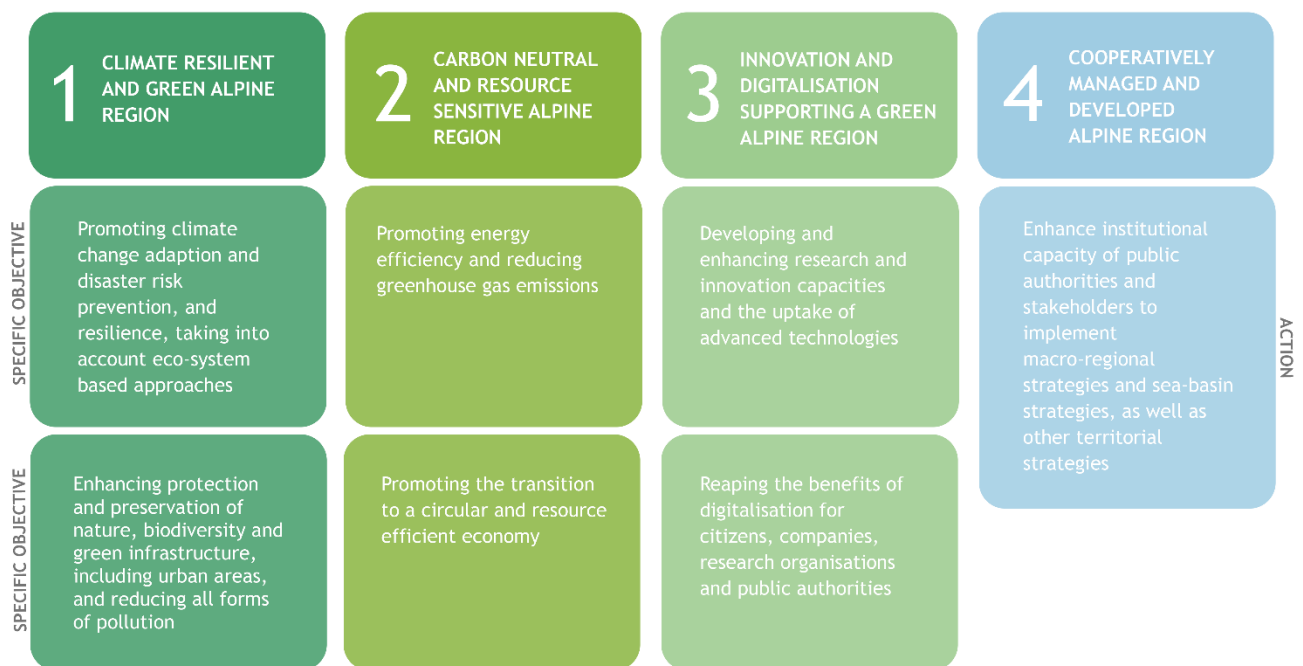 1
CLIMATE RESILIENT
AND GREEN ALPINE
REGION
2
CARBON NEUTRAL
AND RESOURCE
SENSITIVE ALPINE
REGION
3
INNOVATION AND
DIGITALISATION
SUPPORTING A GREEN
ALPINE REGION
4
COOPERATIVELY
MANAGED AND
DEVELOPED
ALPINE REGION
SPECIFIC OBJECTIVE
Promoting climate
change adaption and
disaster risk
prevention, and
resilience, taking into
account eco-system
based approaches
Promoting energy
efficiency and reducing
greenhouse gas emissions
Developing and
enhancing research and
innovation capacities
and the uptake of
advanced technologies
Enhance institutional
capacity of public
authorities and
stakeholders to
implement
macro-regional
strategies and sea-basin
strategies, as well as
other territorial
strategies
ACTION
SPECIFIC OBJECTIVE
Enhancing protection
and preservation of
nature, biodiversity and
green infrastructure,
including urban areas,
and reducing all forms
of pollution
Promoting the transition
to a circular and resource
efficient economy
Reaping the benefits of
digitalisation for
citizens, companies,
research organisations
and public authorities